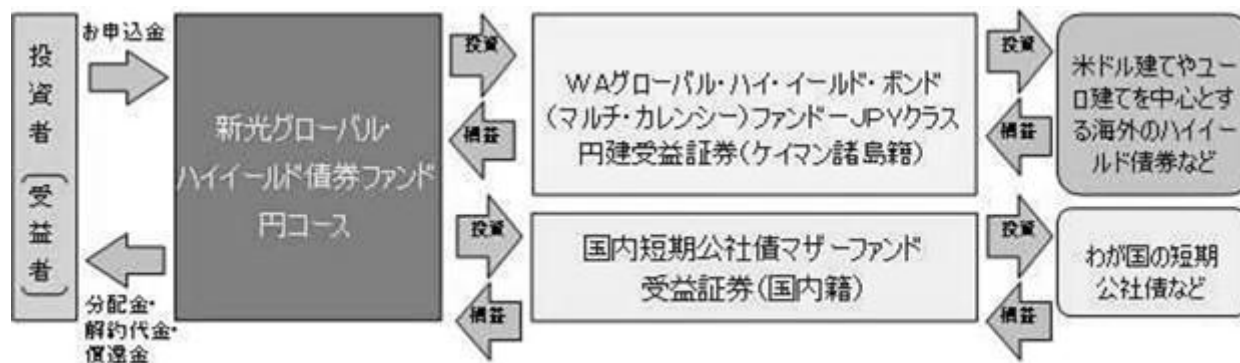 投資者(受益者)
お申込金
分配金・
解約代金・
償還金
新光グローバル・
ハイイールド債券ファンド
円コース
投資
損益
投資
損益
WAグローバル・ハイ・イールド・ボンド
(マルチ・カレンシー)ファンドーJPYクラス
円建受益証券(ケイマン諸島籍)
国内短期公社債マザーファンド
受益証券(国内籍)
投資
損益
投資
損益
米ドル建てやユー
ロ建てを中心とす
る海外のハイイー
ルド債券など
わが国の短期
公社債など